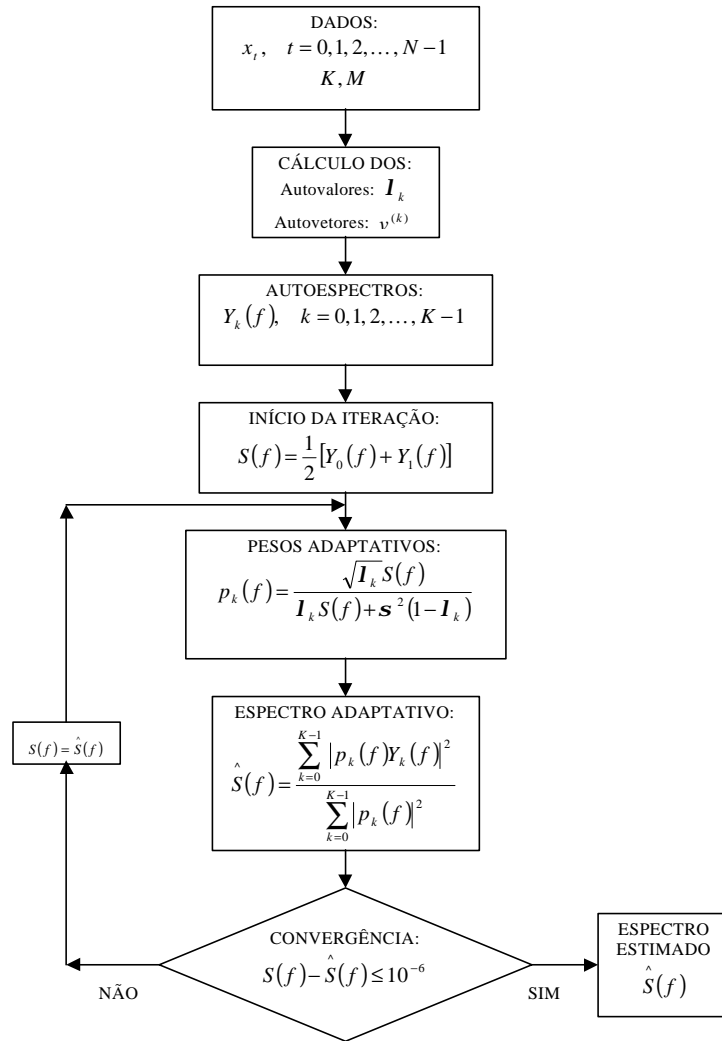 DADOS:
x_t, t = 0,1,2,…, N − 1
K, M
CÁLCULO DOS:
Autovalores: l_k
Autovetores: v^(k)
AUTOESPECTROS:
Y_k(f), k = 0,1,2,…, K − 1
INÍCIO DA ITERAÇÃO:
S(f) = 1/2 [Y_0(f) + Y_1(f)]
PESOS ADAPTATIVOS:
p_k(f) = √l_k S(f) / (l_k S(f) + s^2 (1 − l_k))
ESPECTRO ADAPTATIVO:
Ŝ(f) = ∑_{k=0}^{K−1} |p_k(f)Y_k(f)|^2 / ∑_{k=0}^{K−1} |p_k(f)|^2
S(f) = Ŝ(f)
CONVERGÊNCIA:
S(f) − Ŝ(f) ≤ 10^−6
NÃO
SIM
ESPECTRO
ESTIMADO
Ŝ(f)